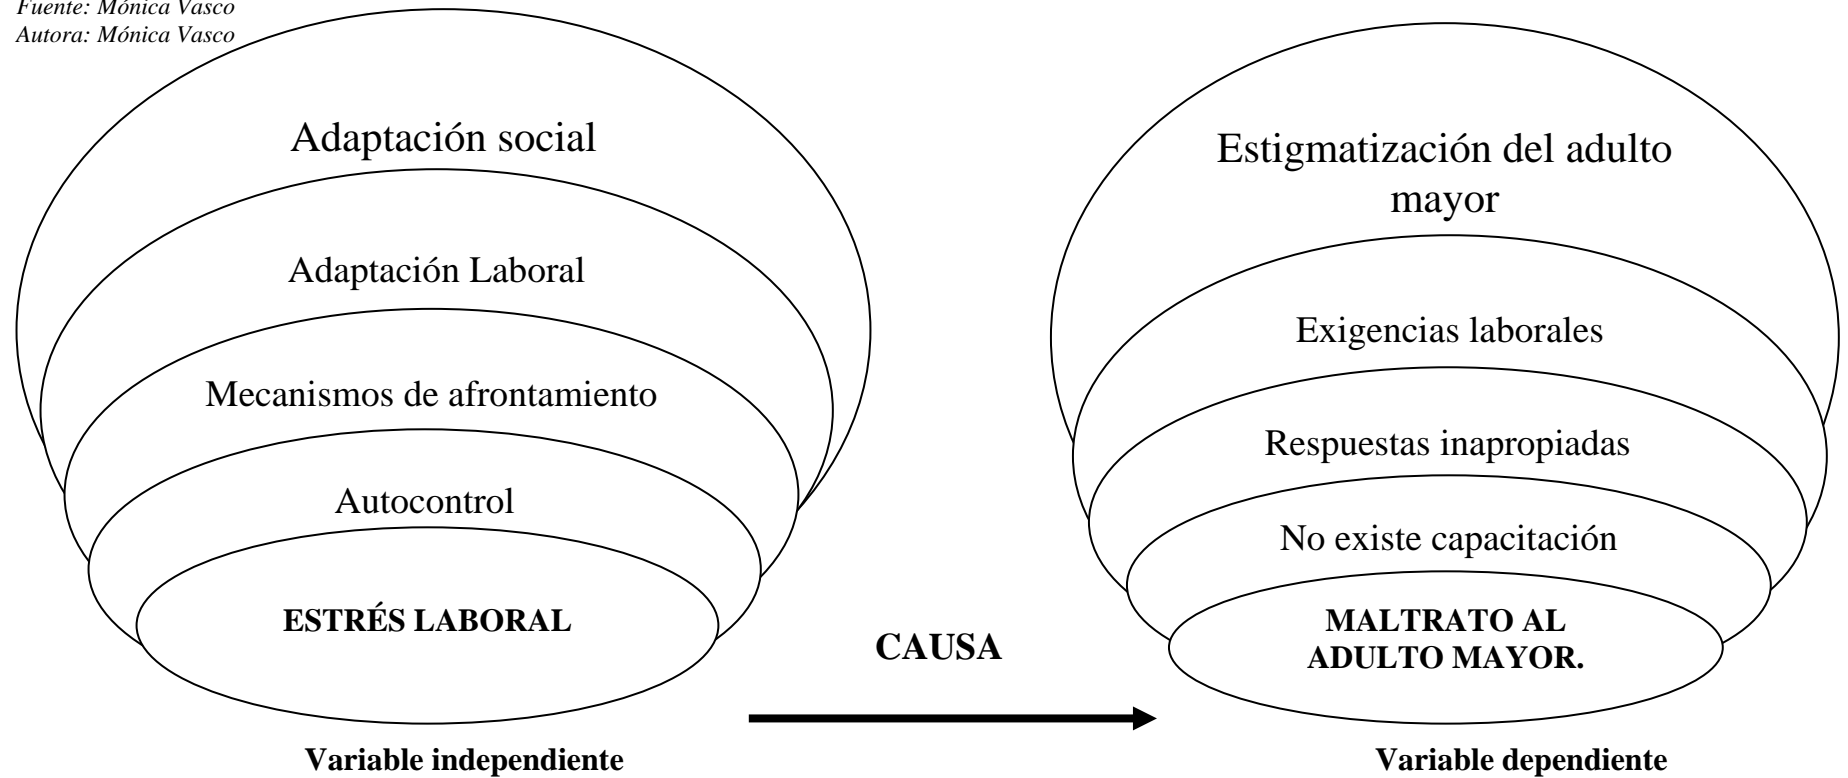 Fuente: Mónica Vasco
Autora: Mónica Vasco
Adaptación social
Adaptación Laboral
Mecanismos de afrontamiento
Autocontrol
ESTRÉS LABORAL
Variable independiente
CAUSA
Estigmatización del adulto
mayor
Exigencias laborales
Respuestas inapropiadas
No existe capacitación
MALTRATO AL
ADULTO MAYOR.
Variable dependiente